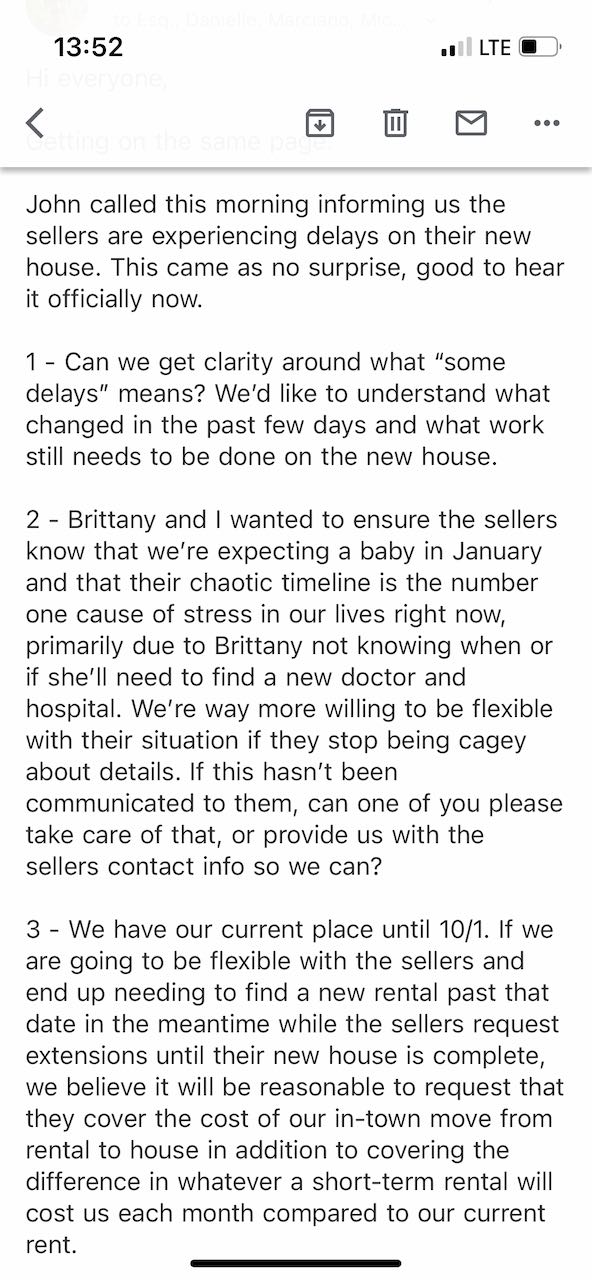 to Esq., Danielle, Marciano, Mic...
13:52
LTE
Hi everyone,
Getting on the same page:
John called this morning informing us the
sellers are experiencing delays on their new
house. This came as no surprise, good to hear
it officially now.
1 - Can we get clarity around what “some
delays” means? We’d like to understand what
changed in the past few days and what work
still needs to be done on the new house.
2 - Brittany and I wanted to ensure the sellers
know that we’re expecting a baby in January
and that their chaotic timeline is the number
one cause of stress in our lives right now,
primarily due to Brittany not knowing when or
if she’ll need to find a new doctor and
hospital. We’re way more willing to be flexible
with their situation if they stop being cagey
about details. If this hasn’t been
communicated to them, can one of you please
take care of that, or provide us with the
sellers contact info so we can?
3 - We have our current place until 10/1. If we
are going to be flexible with the sellers and
end up needing to find a new rental past that
date in the meantime while the sellers request
extensions until their new house is complete,
we believe it will be reasonable to request that
they cover the cost of our in-town move from
rental to house in addition to covering the
difference in whatever a short-term rental will
cost us each month compared to our current
rent.